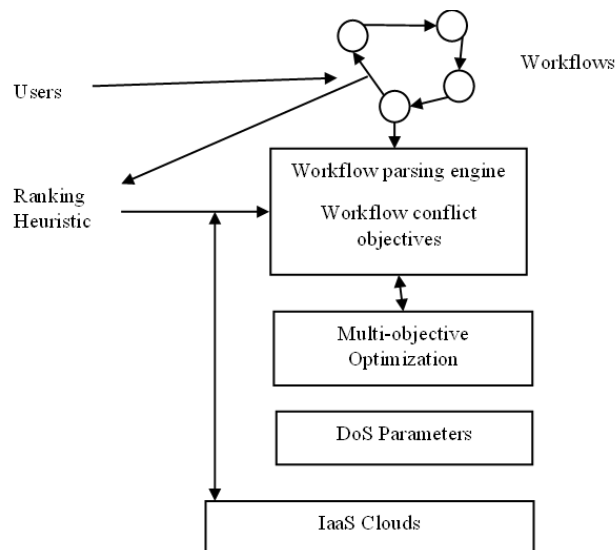 Workflows
Users
Workflow parsing engine
Ranking
Heuristic
Workflow conflict
objectives
Multi-objective
Optimization
DoS Parameters
IaaS Clouds